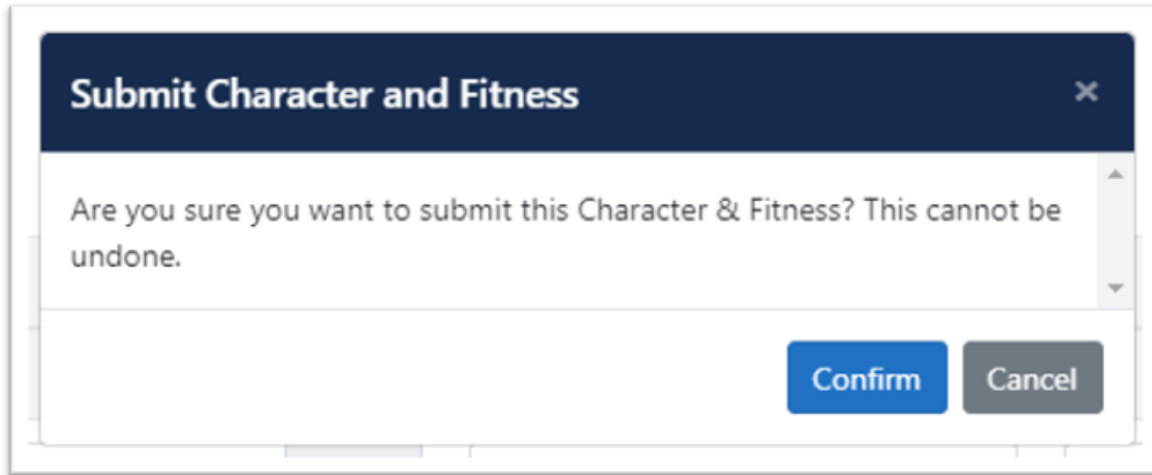 Submit Character and Fitness ×
Are you sure you want to submit this Character & Fitness? This cannot be
undone.
Confirm Cancel